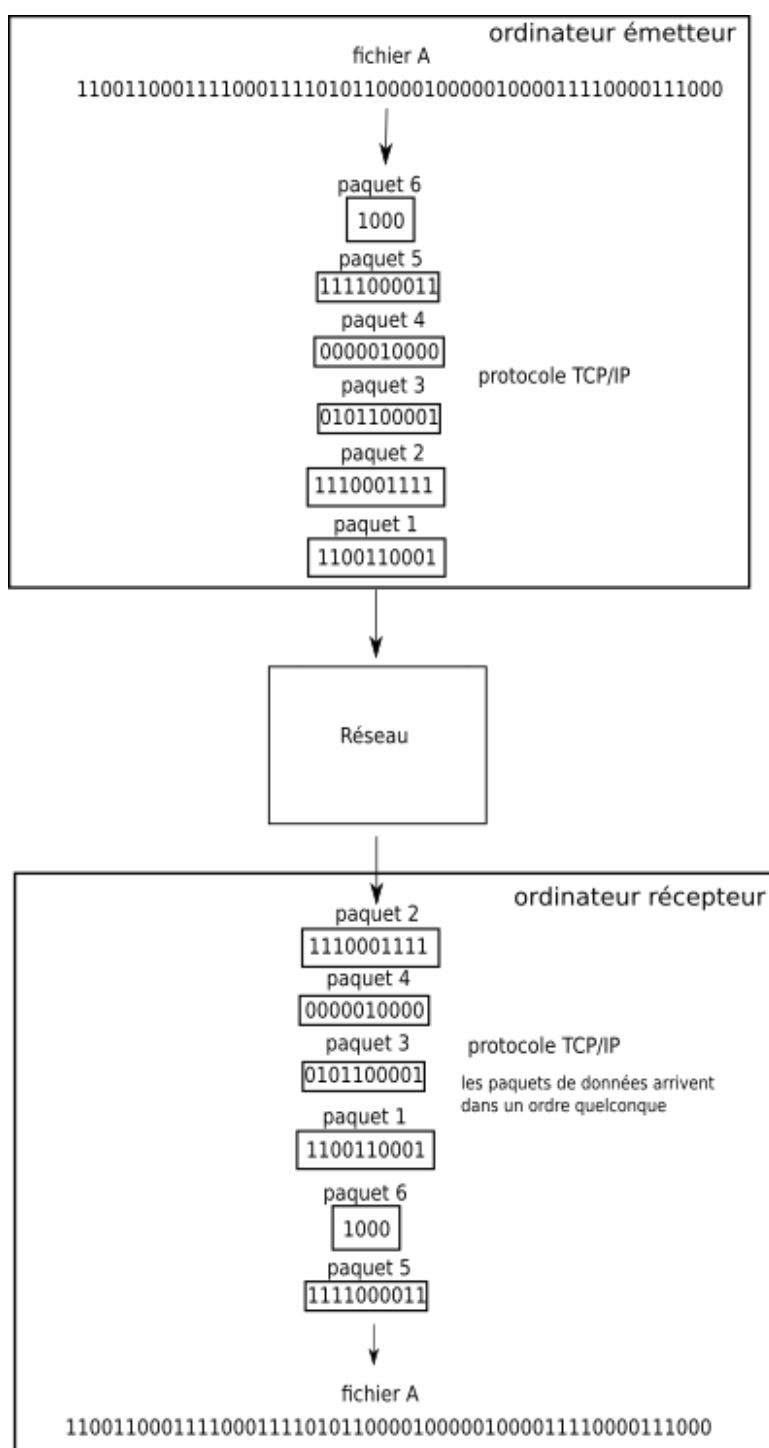 ordinateur émetteur
fichier A
110011000111100011110101100001000001000011110000111000
paquet 6
1000
paquet 5
1111000011
paquet 4
0000010000
protocole TCP/IP
paquet 3
0101100001
paquet 2
1110001111
paquet 1
1100110001
Réseau
ordinateur récepteur
paquet 2
1110001111
paquet 4
0000010000
paquet 3
0101100001
protocole TCP/IP
les paquets de données arrivent
dans un ordre quelconque
paquet 1
1100110001
paquet 6
1000
paquet 5
1111000011
fichier A
110011000111100011110101100001000001000011110000111000